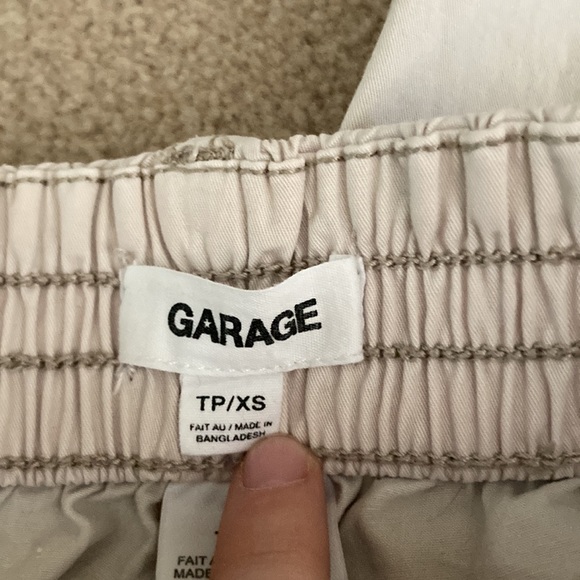 GARAGE
TP/XS
FAIT AU / MADE IN
BANGLADESH
FAIT A
MADE